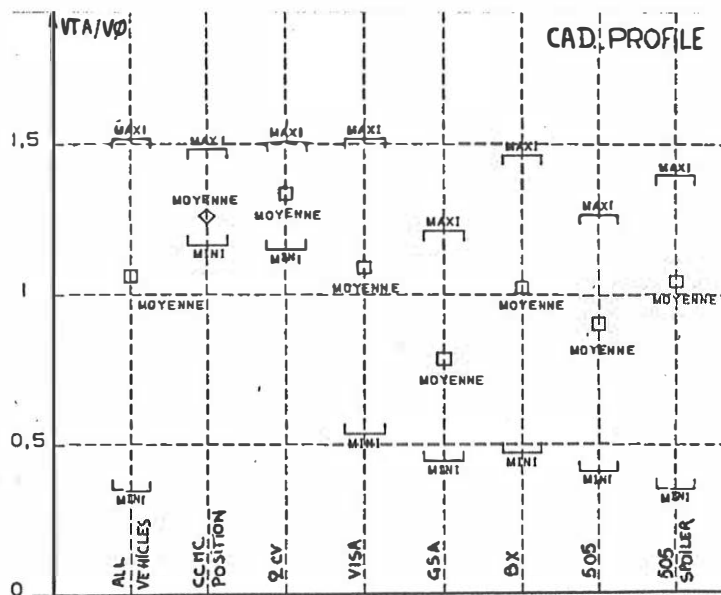 VTA/VØ
CAD. PROFILE
1,5
1
0,5
0
MAXI
MAXI
MAXI
MAXI
MAXI
MAXI
MAXI
MAXI
MOYENNE
MOYENNE
MOYENNE
MOYENNE
MOYENNE
MOYENNE
MOYENNE
MOYENNE
MINI
MINI
MINI
MINI
MINI
MINI
MINI
MINI
ALL
VEHICLES
CCMC
POSITION
2CV
VISA
GSA
BX
505
505
SPOILER